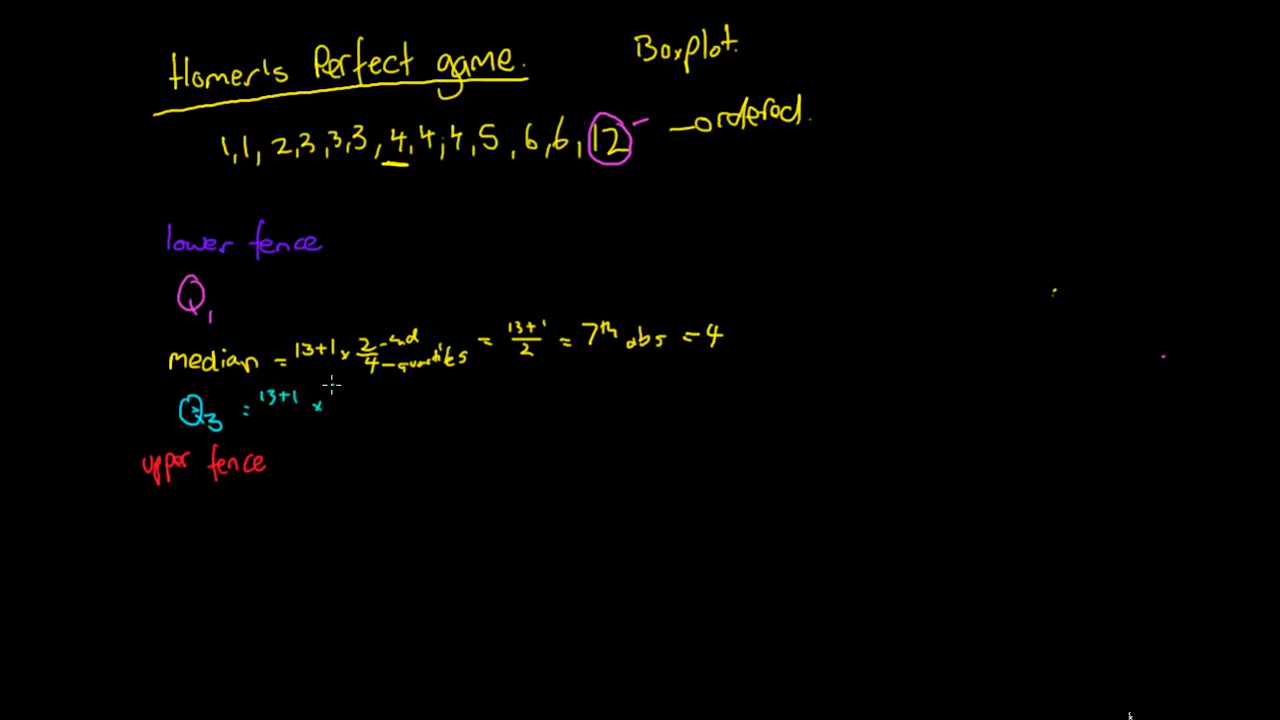 Homer's Perfect game.
Boxplot.
1,1, 2,3,3,3, 4,4,4,5,6,6,12 - ordered.
lower fence
Q1
median = 13+1 x 2/4 - 2nd - quartiles = 13+1/2 = 7th obs = 4
Q3 = 13+1 x
upper fence